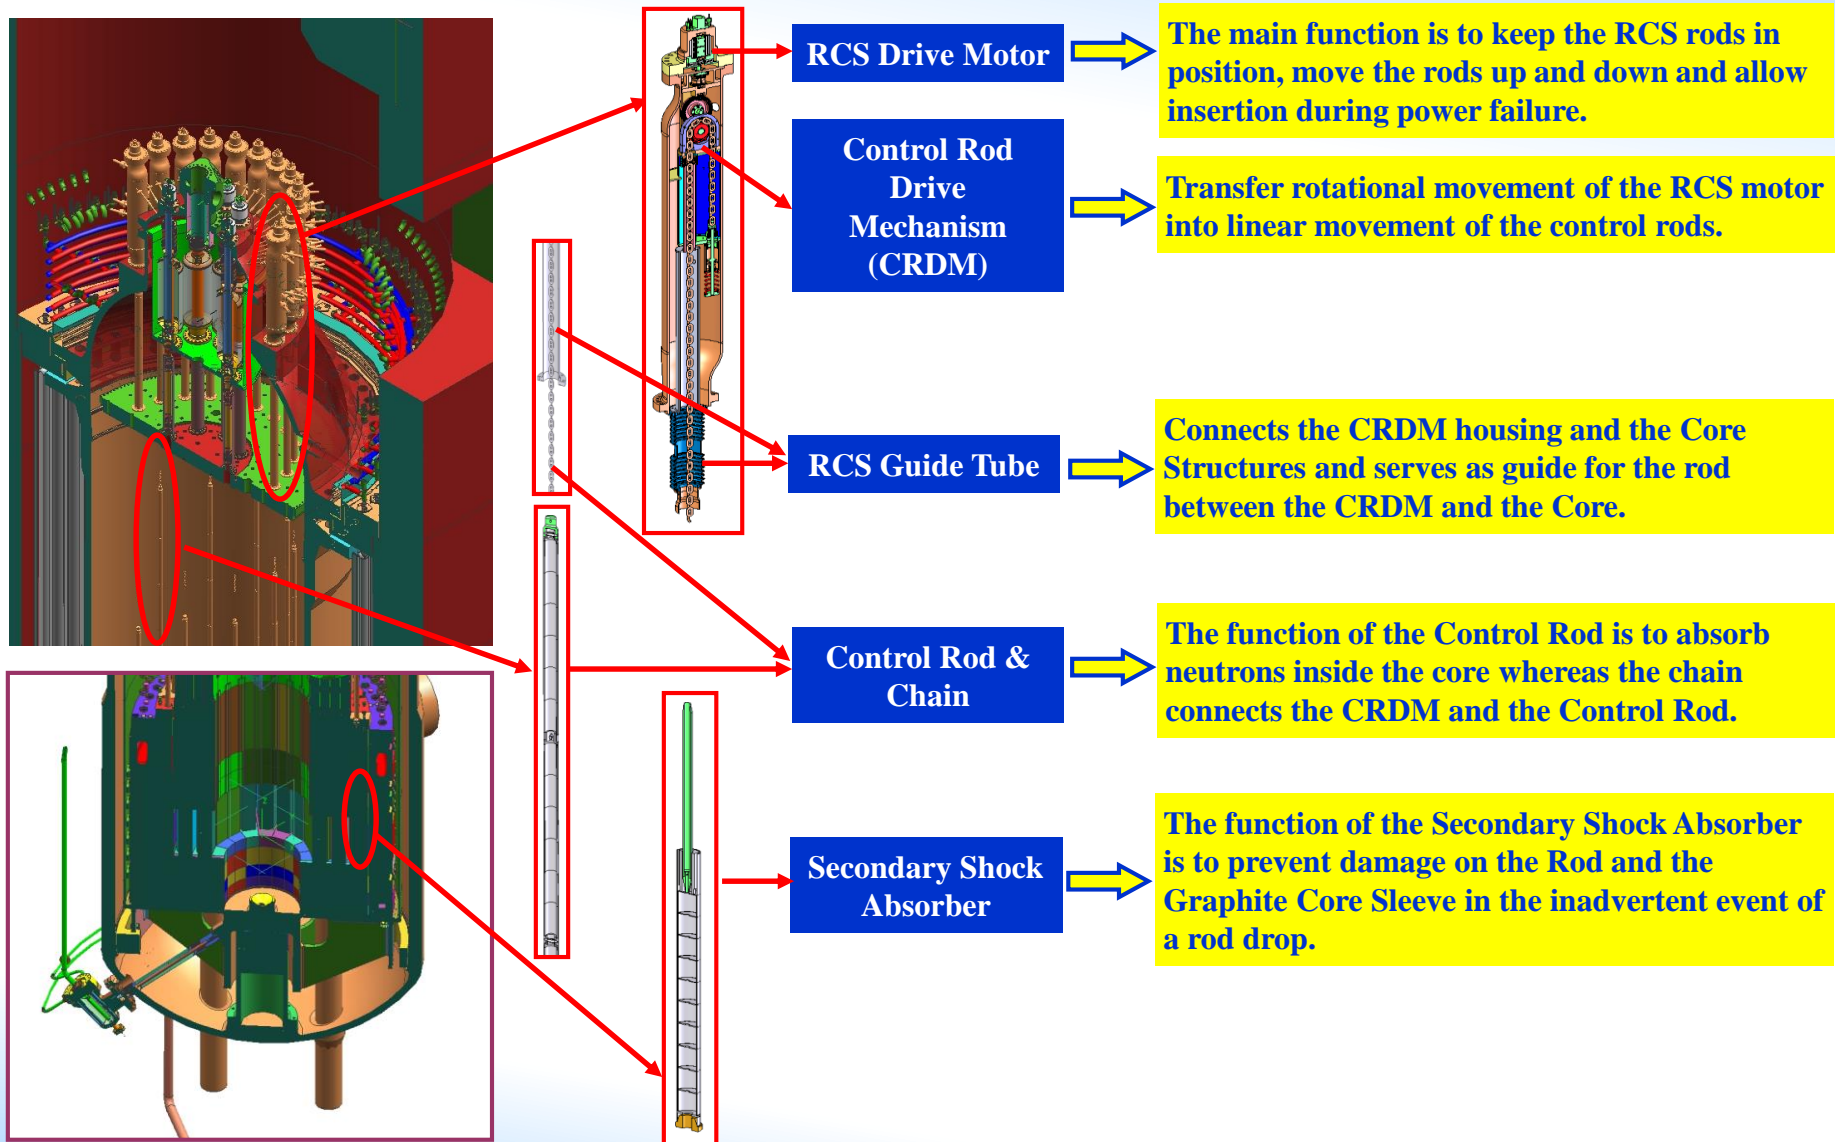 RCS Drive Motor
The main function is to keep the RCS rods in
position, move the rods up and down and allow
insertion during power failure.
Control Rod
Drive
Mechanism
(CRDM)
Transfer rotational movement of the RCS motor
into linear movement of the control rods.
RCS Guide Tube
Connects the CRDM housing and the Core
Structures and serves as guide for the rod
between the CRDM and the Core.
Control Rod &
Chain
The function of the Control Rod is to absorb
neutrons inside the core whereas the chain
connects the CRDM and the Control Rod.
Secondary Shock
Absorber
The function of the Secondary Shock Absorber
is to prevent damage on the Rod and the
Graphite Core Sleeve in the inadvertent event of
a rod drop.